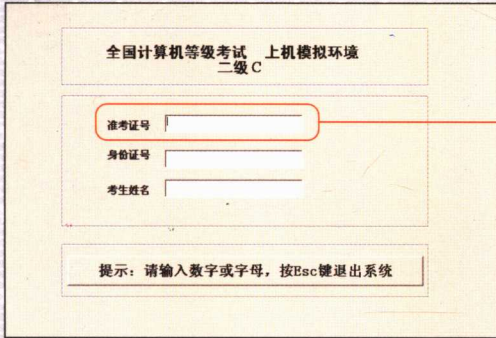 全国计算机等级考试 上机模拟环境
二级C
准考证号
身份证号
考生姓名
提示：请输入数字或字母，按Esc键退出系统